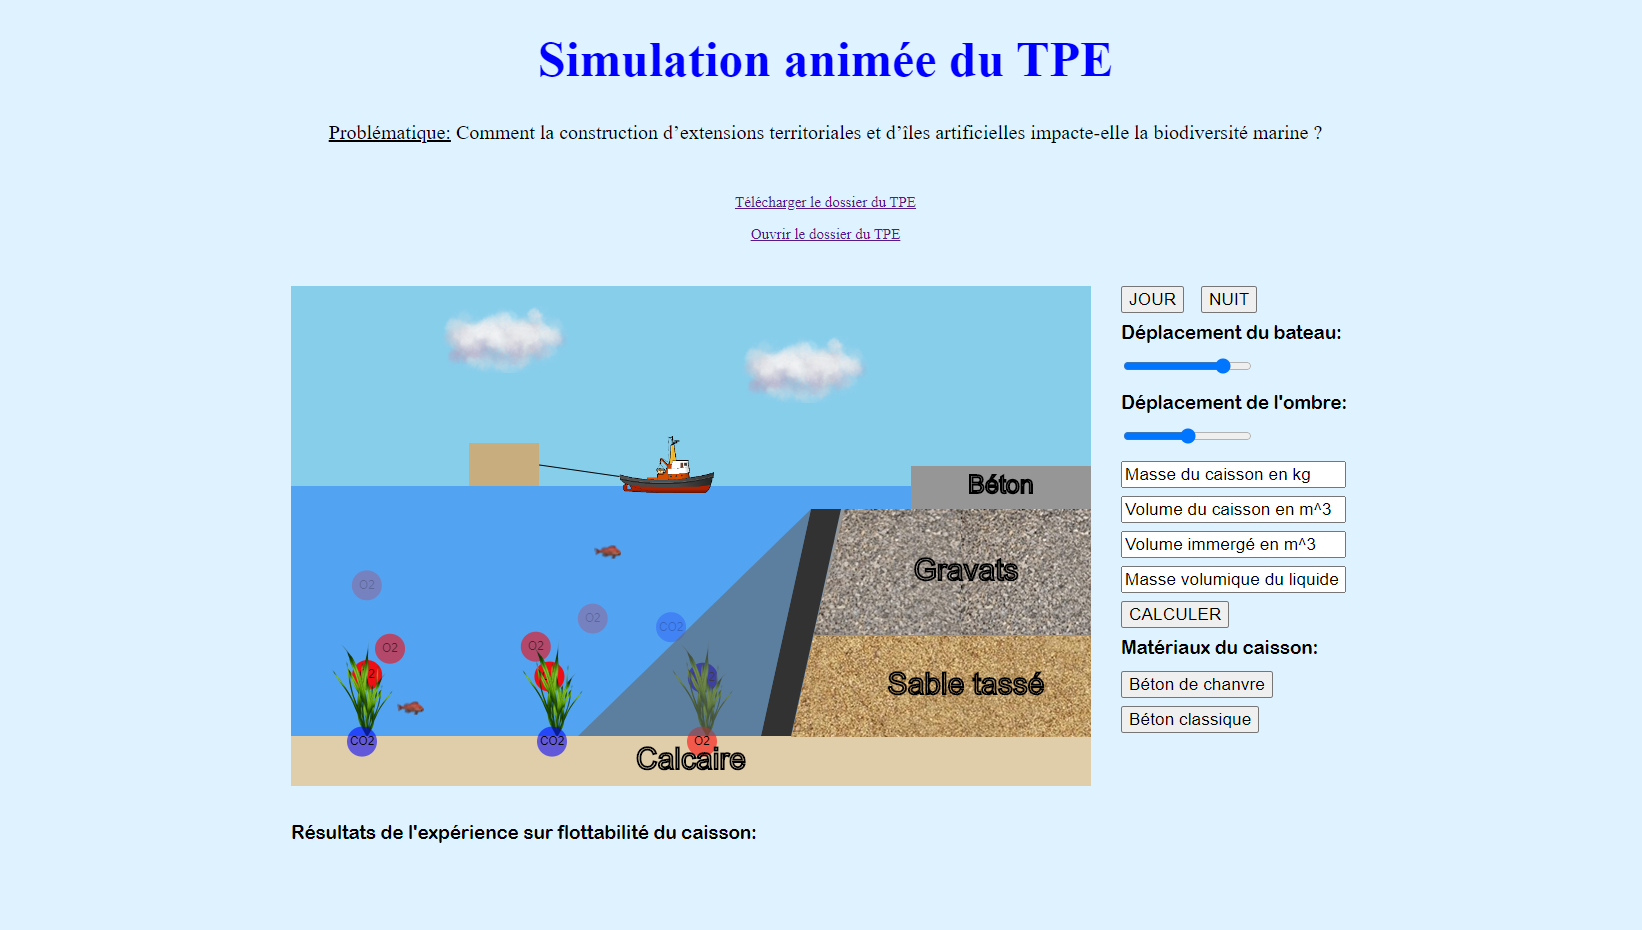 Simulation animée du TPE
Problématique: Comment la construction d’extensions territoriales et d’îles artificielles impacte-elle la biodiversité marine ?
Télécharger le dossier du TPE
Ouvrir le dossier du TPE
JOUR NUIT
Déplacement du bateau:
Déplacement de l'ombre:
Masse du caisson en kg
Volume du caisson en m^3
Volume immergé en m^3
Masse volumique du liquide
CALCULER
Matériaux du caisson:
Béton de chanvre
Béton classique
Béton
Gravats
Sable tassé
O2
O2
CO2
O2
O2
CO2
CO2
O2
Calcaire
Résultats de l'expérience sur flottabilité du caisson: